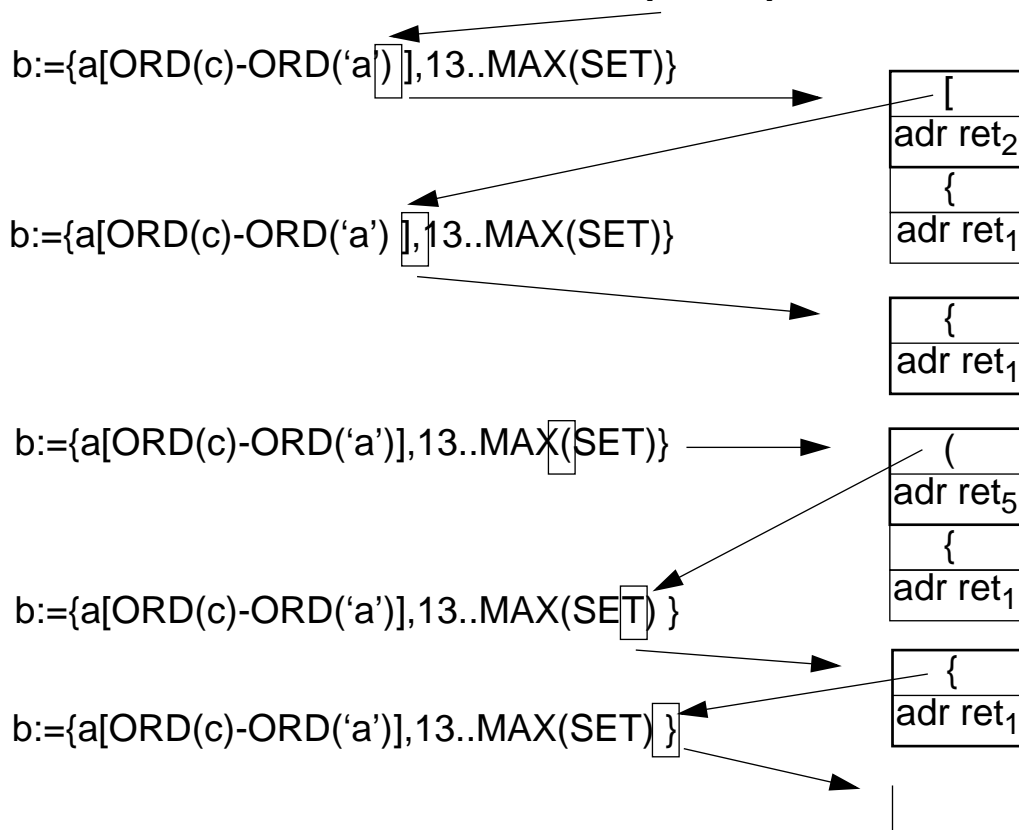 b:={a[ORD(c)-ORD(‘a’) ],13..MAX(SET)}
[
adr ret2
{
adr ret1
b:={a[ORD(c)-ORD(‘a’) ],13..MAX(SET)}
{
adr ret1
b:={a[ORD(c)-ORD(‘a’)],13..MAX(SET)}
(
adr ret5
{
adr ret1
b:={a[ORD(c)-ORD(‘a’)],13..MAX(SET) }
{
adr ret1
b:={a[ORD(c)-ORD(‘a’)],13..MAX(SET) }